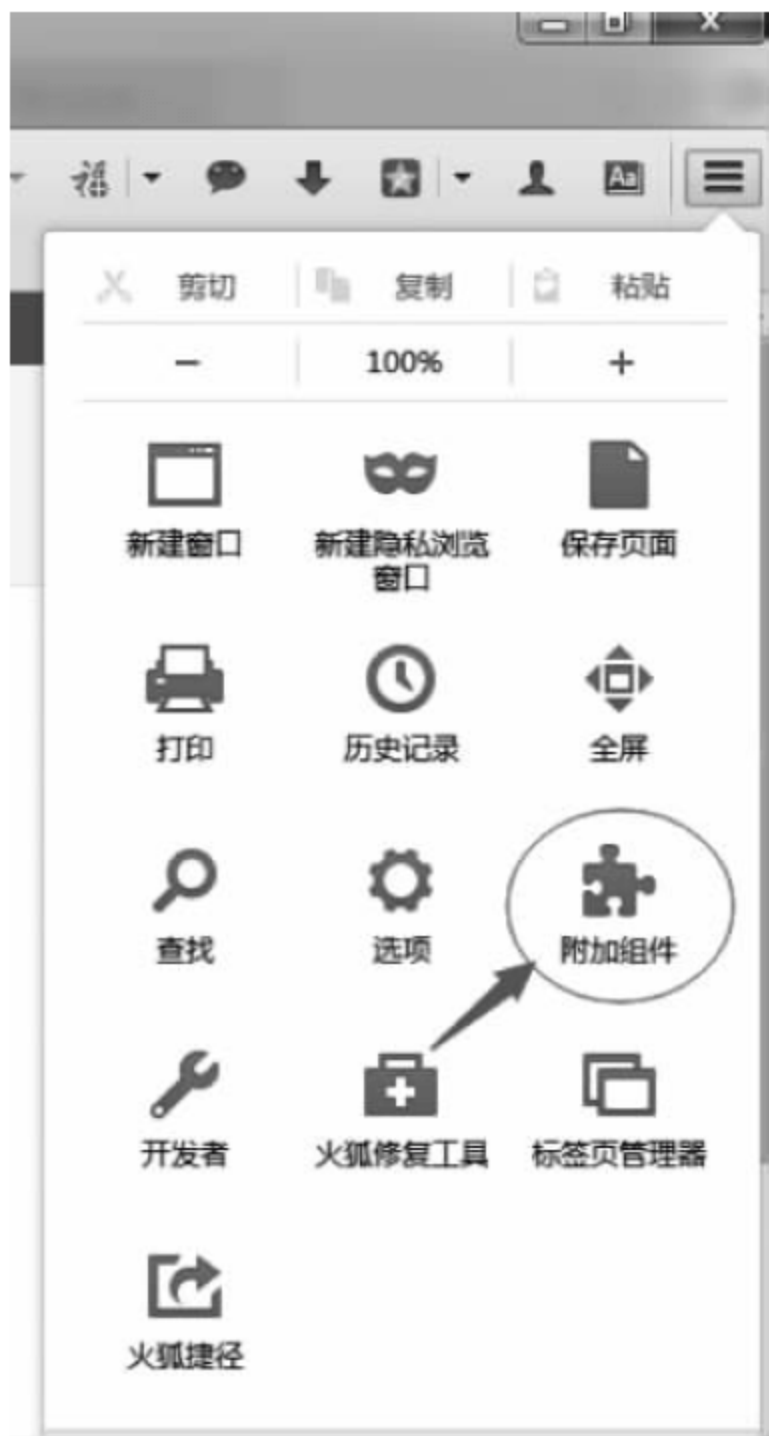 福
Aa
剪切 复制 粘贴
− 100% +
新建窗口 新建隐私浏览 保存页面
窗口
打印 历史记录 全屏
查找 选项 附加组件
开发者 火狐修复工具 标签页管理器
火狐捷径